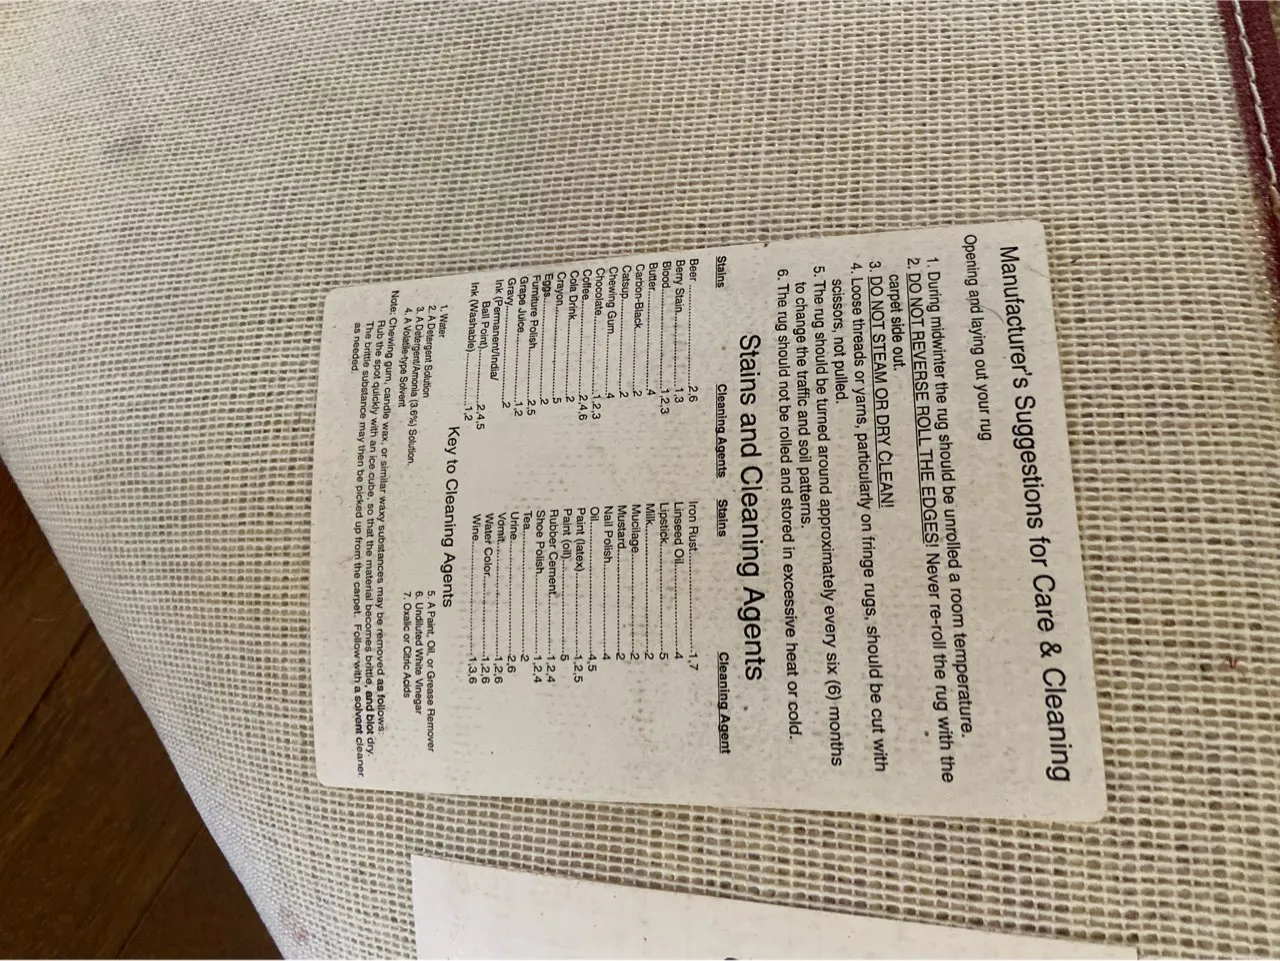 Manufacturer's Suggestions for Care & Cleaning
Opening and laying out your rug
1. During midwinter the rug should be unrolled a room temperature.
2. DO NOT REVERSE ROLL THE EDGES! Never re-roll the rug with the
carpet side out.
3. DO NOT STEAM OR DRY CLEAN!
4. Loose threads or yarns, particularly on fringe rugs, should be cut with
scissors, not pulled.
5. The rug should be turned around approximately every six (6) months
to change the traffic and soil patterns.
6. The rug should not be rolled and stored in excessive heat or cold.
Stains and Cleaning Agents
Stains Cleaning Agents Stains Cleaning Agent
Beer 2,6
Berry Stain 1,3
Blood 1,2,3
Butter 4
Carbon-Black 2
Catsup 2
Chewing Gum 4
Chocolate 1,2,3
Coffee 2,4,6
Cola Drink 2
Crayon 5
Eggs 2
Furniture Polish 2,5
Grape Juice 1,2
Gravy 2
Ink (Permanent/India/
Ball Point) 2,4,5
Ink (Washable) 1,2
Iron Rust 1,7
Linseed Oil 4
Lipstick 5
Milk 2
Mucilage 2
Mustard 2
Nail Polish 4
Oil 4,5
Paint (latex) 1,2,5
Paint (oil) 5
Rubber Cement 1,2,4
Shoe Polish 1,2,4
Tea 2
Urine 2,6
Vomit 1,2,6
Water Color 1,2,6
Wine 1,3,6
Key to Cleaning Agents
1. Water
2. A Detergent Solution
3. A Detergent/Amonia (3.6%) Solution.
4. A Volatile-type Solvent
5. A Paint, Oil, or Grease Remover
6. Undiluted White Vinegar
7. Oxalic or Citric Acids
Note: Chewing gum, candle wax, or similar waxy substances may be removed as follows:
Rub the spot quickly with an ice cube, so that the material becomes brittle, and blot dry.
The brittle substance may then be picked up from the carpet. Follow with a solvent cleaner
as needed.